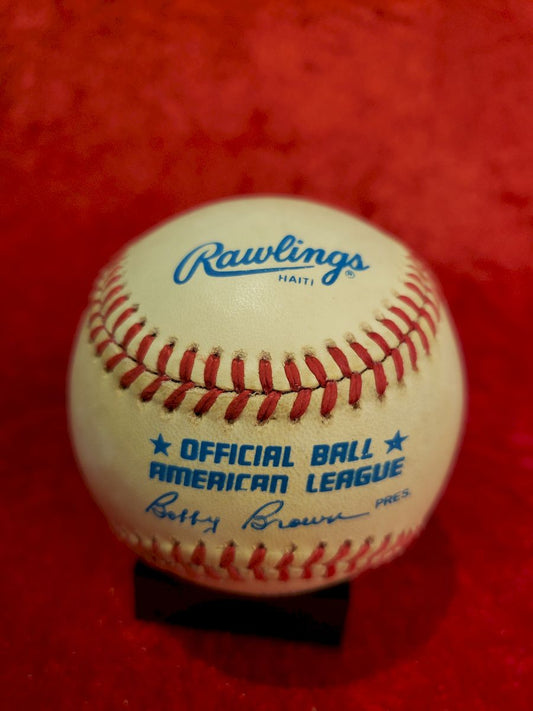 Rawlings ®
HAITI
★ OFFICIAL BALL ★
AMERICAN LEAGUE
Bobby Brown PRES.